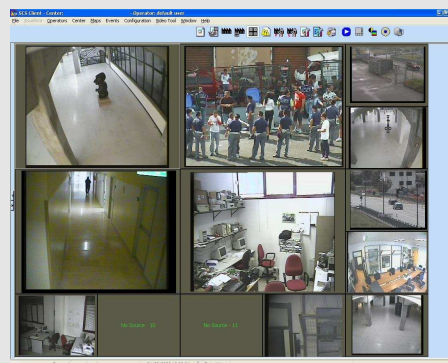 SCS Client - Center: - Operator: default user
File Operators Center Maps Events Configuration Video Tool Window Help
No Source - 10
No Source - 11